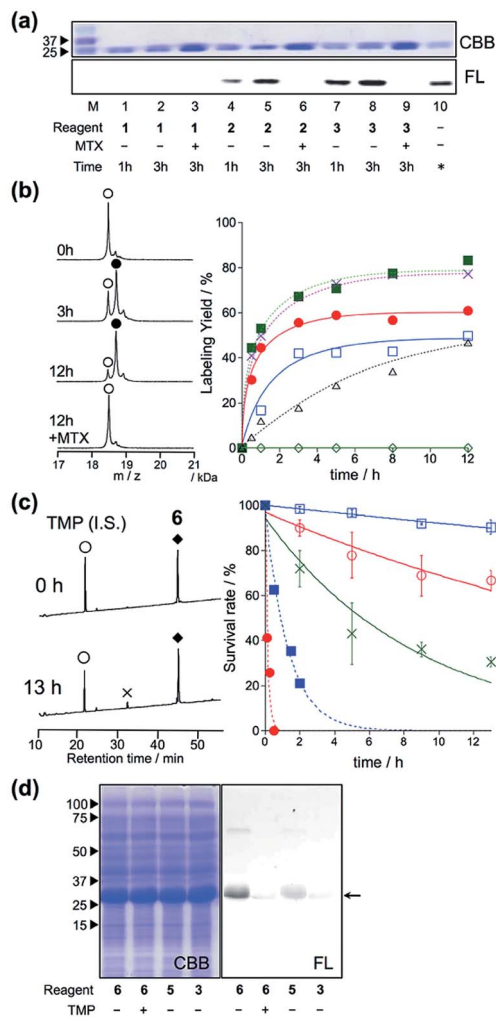 (a)
37
25
CBB
FL
M 1 2 3 4 5 6 7 8 9 10
Reagent 1 1 1 2 2 2 3 3 3 –
MTX – – + – – + – – + –
Time 1h 3h 3h 1h 3h 3h 1h 3h 3h *
(b)
0h
3h
12h
12h
+MTX
17 18 19 20 21
m / z / kDa
Labeling Yield / %
100
80
60
40
20
0
0 2 4 6 8 10 12
time / h
(c)
TMP (I.S.) 6
0 h
13 h
10 20 30 40 50
Retention time / min
Survival rate / %
100
80
60
40
20
0
0 2 4 6 8 10 12
time / h
(d)
100
75
50
37
25
15
CBB
FL
Reagent 6 6 5 3 6 6 5 3
TMP – + – – – + – –